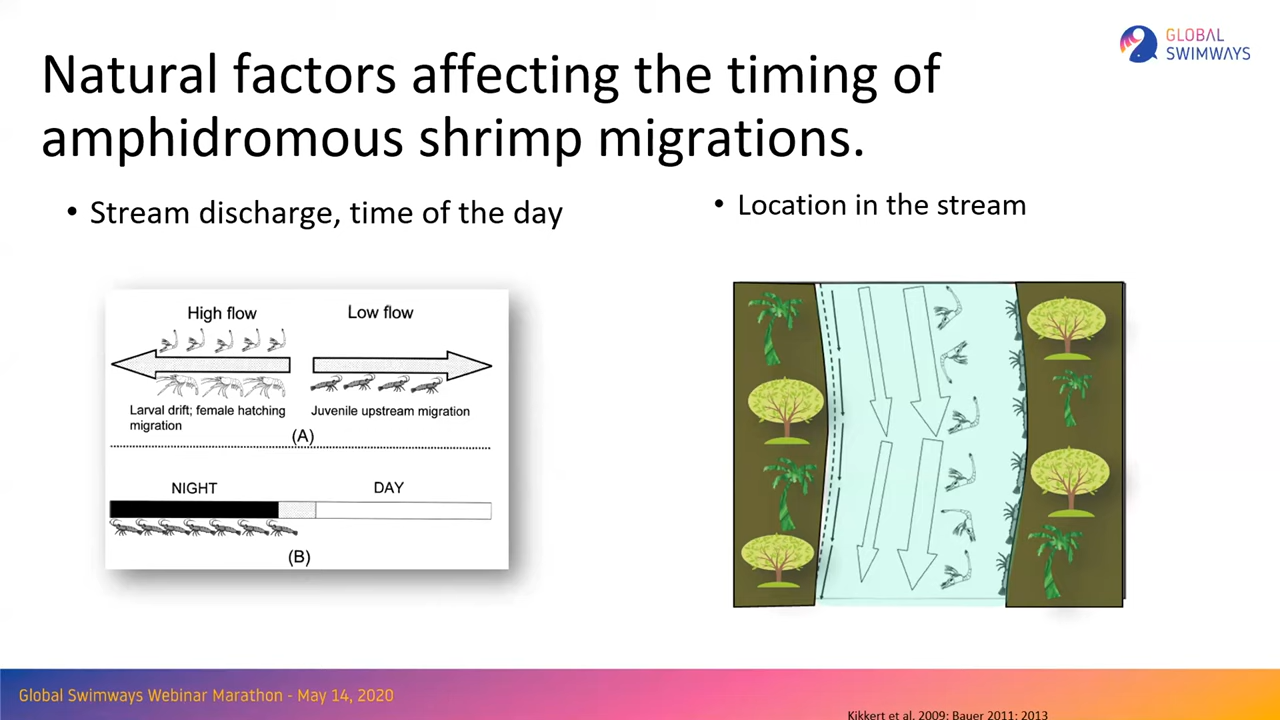 GLOBAL
SWIMWAYS
Natural factors affecting the timing of
amphidromous shrimp migrations.
• Stream discharge, time of the day
• Location in the stream
High flow
Low flow
Larval drift; female hatching
migration
Juvenile upstream migration
(A)
NIGHT
DAY
(B)
Global Swimways Webinar Marathon - May 14, 2020
Kikkert et al. 2009; Bauer 2011; 2013